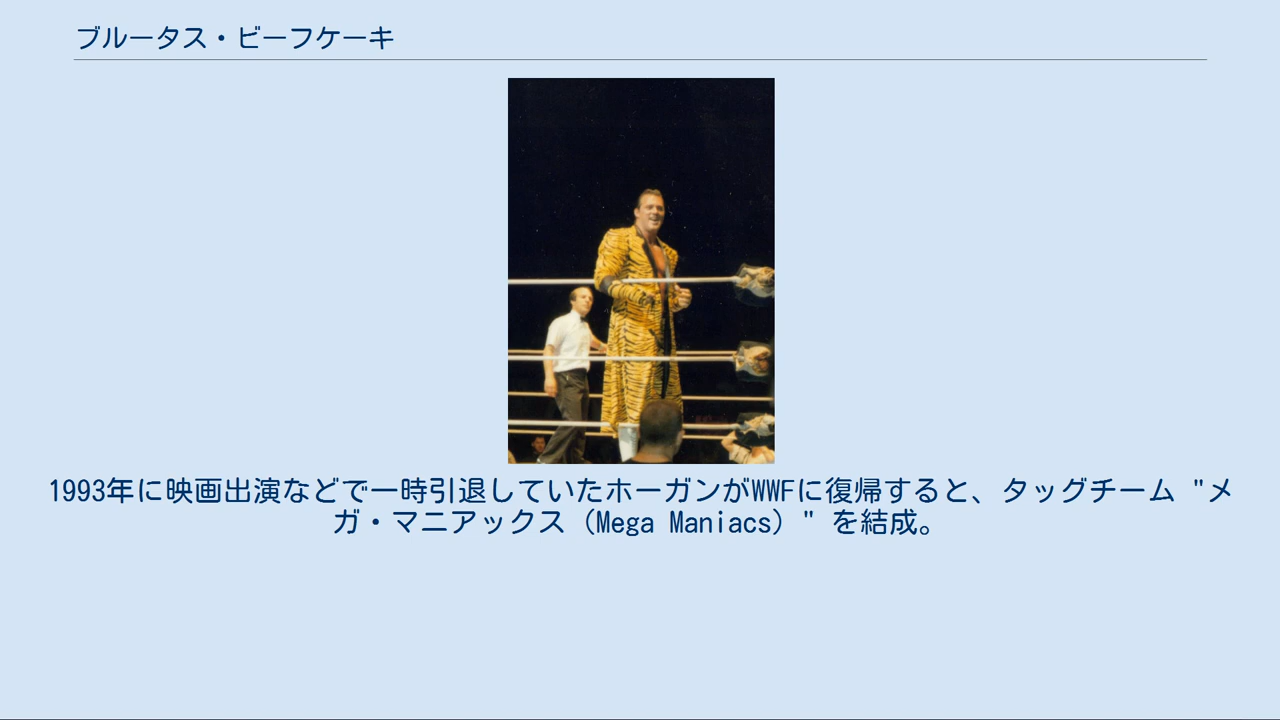 ブルータス・ビーフケーキ
1993年に映画出演などで一時引退していたホーガンがWWFに復帰すると、タッグチーム "メ
ガ・マニアックス（Mega Maniacs）" を結成。